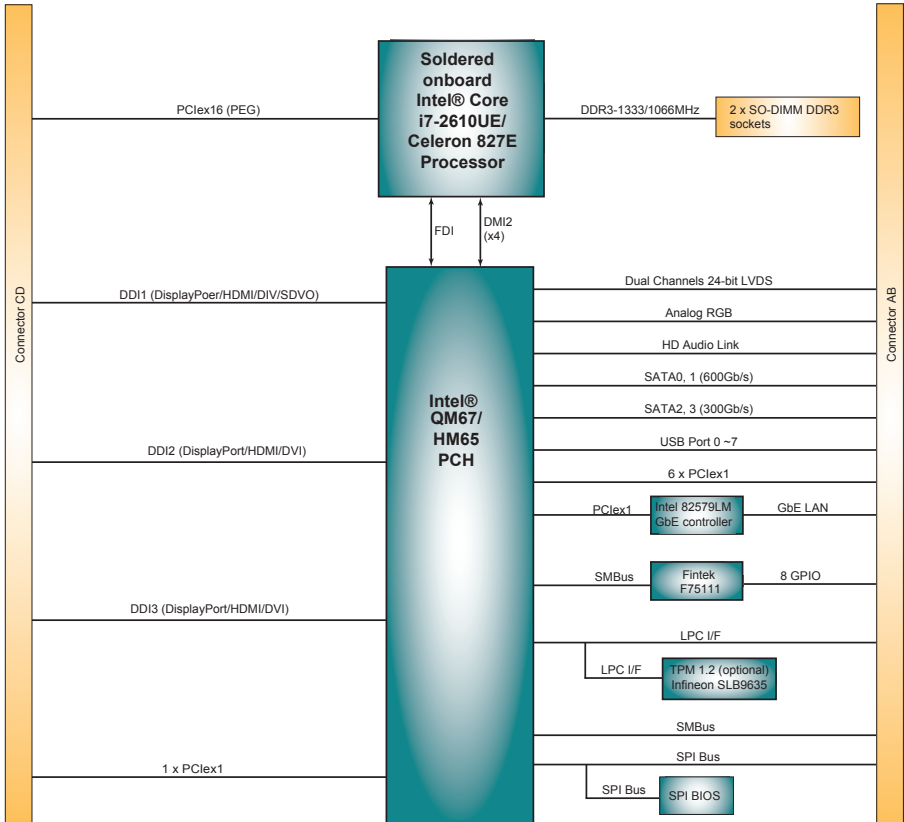 Soldered
onboard
Intel® Core
i7-2610UE/
Celeron 827E
Processor
PCIex16 (PEG)
DDR3-1333/1066MHz
2 x SO-DIMM DDR3
sockets
FDI
DMI2
(x4)
Connector CD
Connector AB
DDI1 (DisplayPoer/HDMI/DIV/SDVO)
DDI2 (DisplayPort/HDMI/DVI)
DDI3 (DisplayPort/HDMI/DVI)
1 x PCIex1
Intel®
QM67/
HM65
PCH
Dual Channels 24-bit LVDS
Analog RGB
HD Audio Link
SATA0, 1 (600Gb/s)
SATA2, 3 (300Gb/s)
USB Port 0 ~7
6 x PCIex1
PCIex1
Intel 82579LM
GbE controller
GbE LAN
SMBus
Fintek
F75111
8 GPIO
LPC I/F
LPC I/F
TPM 1.2 (optional)
Infineon SLB9635
SMBus
SPI Bus
SPI Bus
SPI BIOS